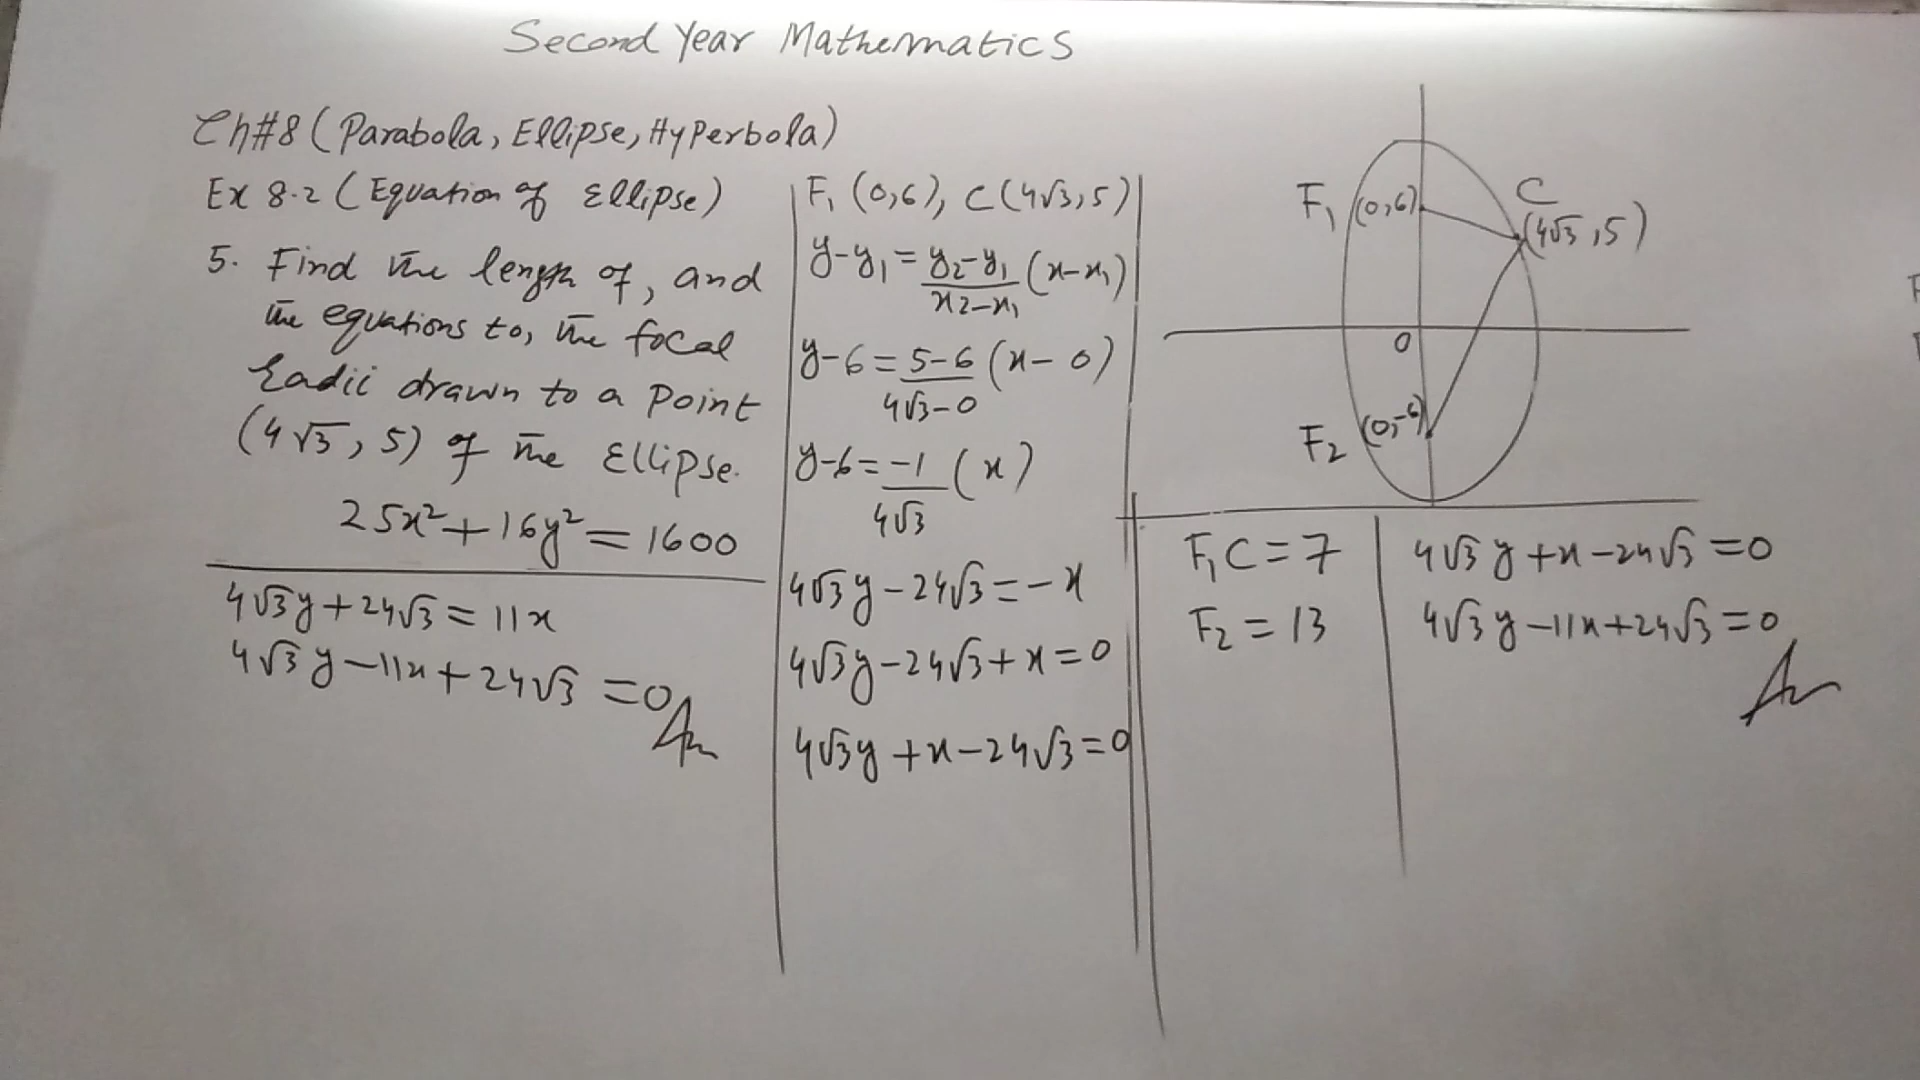 Second Year Mathematics
Ch#8 (Parabola, Ellipse, Hyperbola)
Ex 8.2 (Equation of Ellipse)
5. Find the length of, and
the equations to, the focal
radii drawn to a point
(4√3, 5) of the Ellipse.
25x² + 16y² = 1600
4√3y + 24√3 = 11x
4√3y - 11x + 24√3 = 0
F₁ (0,6), C (4√3, 5)
y-y₁ = y₂-y₁/x₂-x₁ (x-x₁)
y-6 = 5-6/4√3-0 (x-0)
y-6 = -1/4√3 (x)
4√3y - 24√3 = -x
4√3y - 24√3 + x = 0
4√3y + x - 24√3 = 0
F₁ (0,6)
C
(4√3, 5)
0
F₂ (0,-6)
F₁C = 7
F₂ = 13
4√3y + x - 24√3 = 0
4√3y - 11x + 24√3 = 0